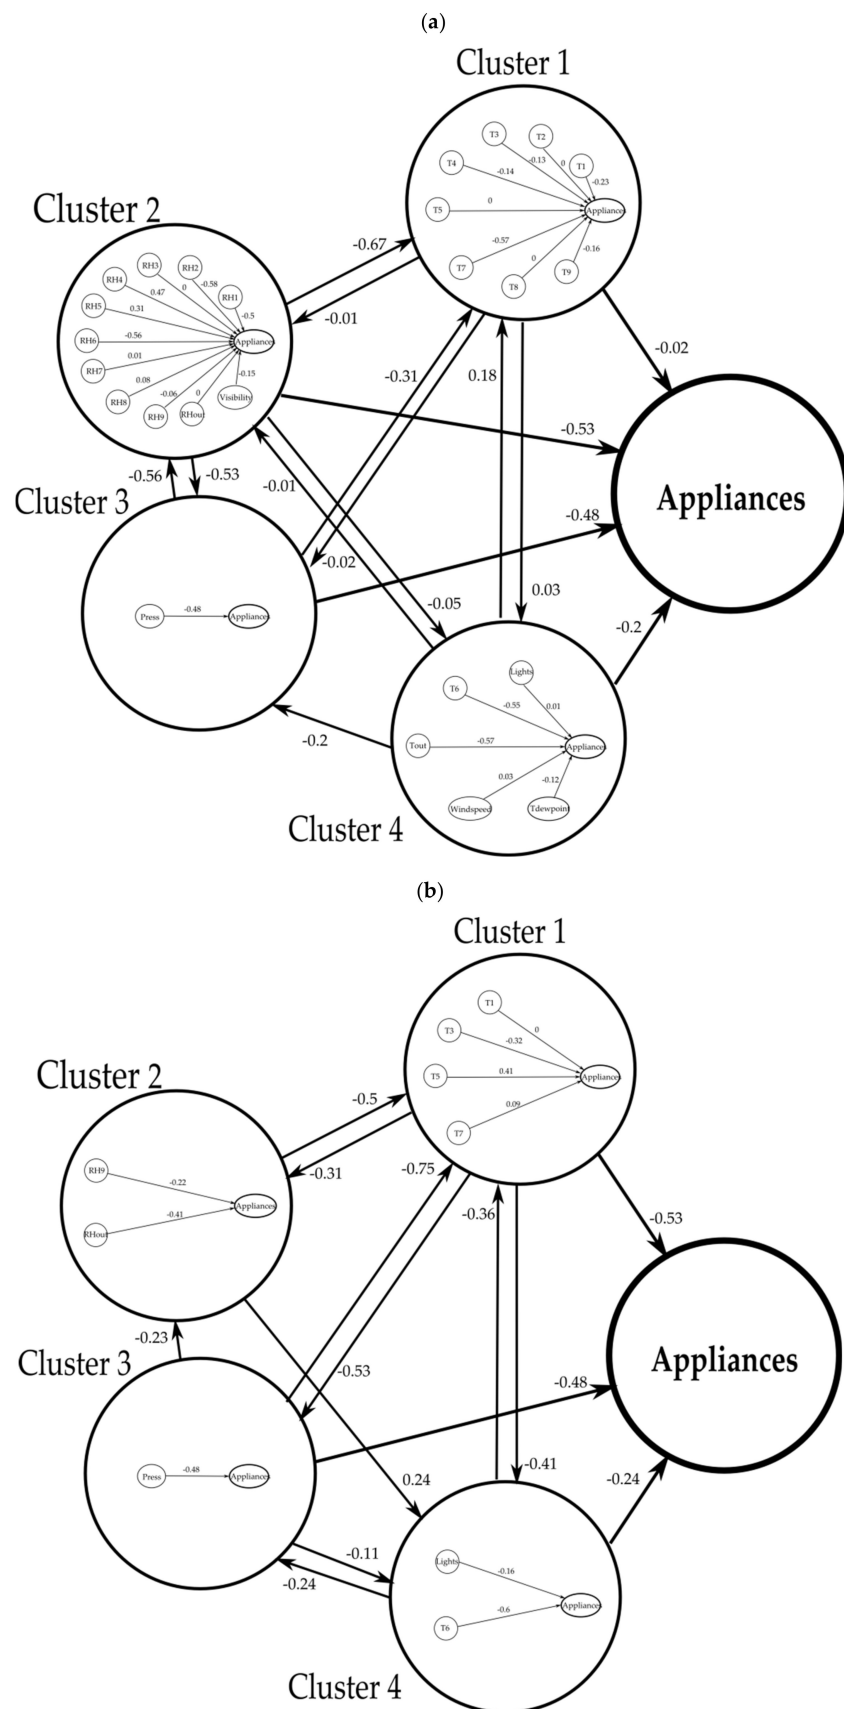 (a)
Cluster 1
T3
T2
T4
-0.13
0
T1
-0.14
-0.23
T5
0
Appliances
-0.57
-0.16
T7
0
T9
T8
Cluster 2
-0.67
-0.01
RH3
RH2
RH4
0
-0.58
0.47
RH1
RH5
0.31
-0.5
RH6
-0.56
Appliances
0.01
RH7
0.08
-0.15
RH8
-0.06
0
Visibility
RH9
RHout
-0.02
-0.31
0.18
-0.53
Appliances
-0.56
-0.53
-0.01
Cluster 3
-0.48
-0.02
-0.05
0.03
Press
-0.48
Appliances
-0.2
Lights
T6
-0.55
0.01
Tout
-0.57
Appliances
-0.2
0.03
-0.12
Windspeed
Tdewpoint
Cluster 4
(b)
Cluster 1
T1
T3
0
-0.32
T5
0.41
Appliances
0.09
T7
Cluster 2
-0.5
-0.31
RH9
-0.22
-0.41
Appliances
RHout
-0.75
-0.36
-0.53
-0.23
Cluster 3
Appliances
-0.53
-0.48
Press
-0.48
Appliances
0.24
-0.41
-0.24
-0.11
-0.24
Lights
-0.16
Appliances
T6
-0.6
Cluster 4